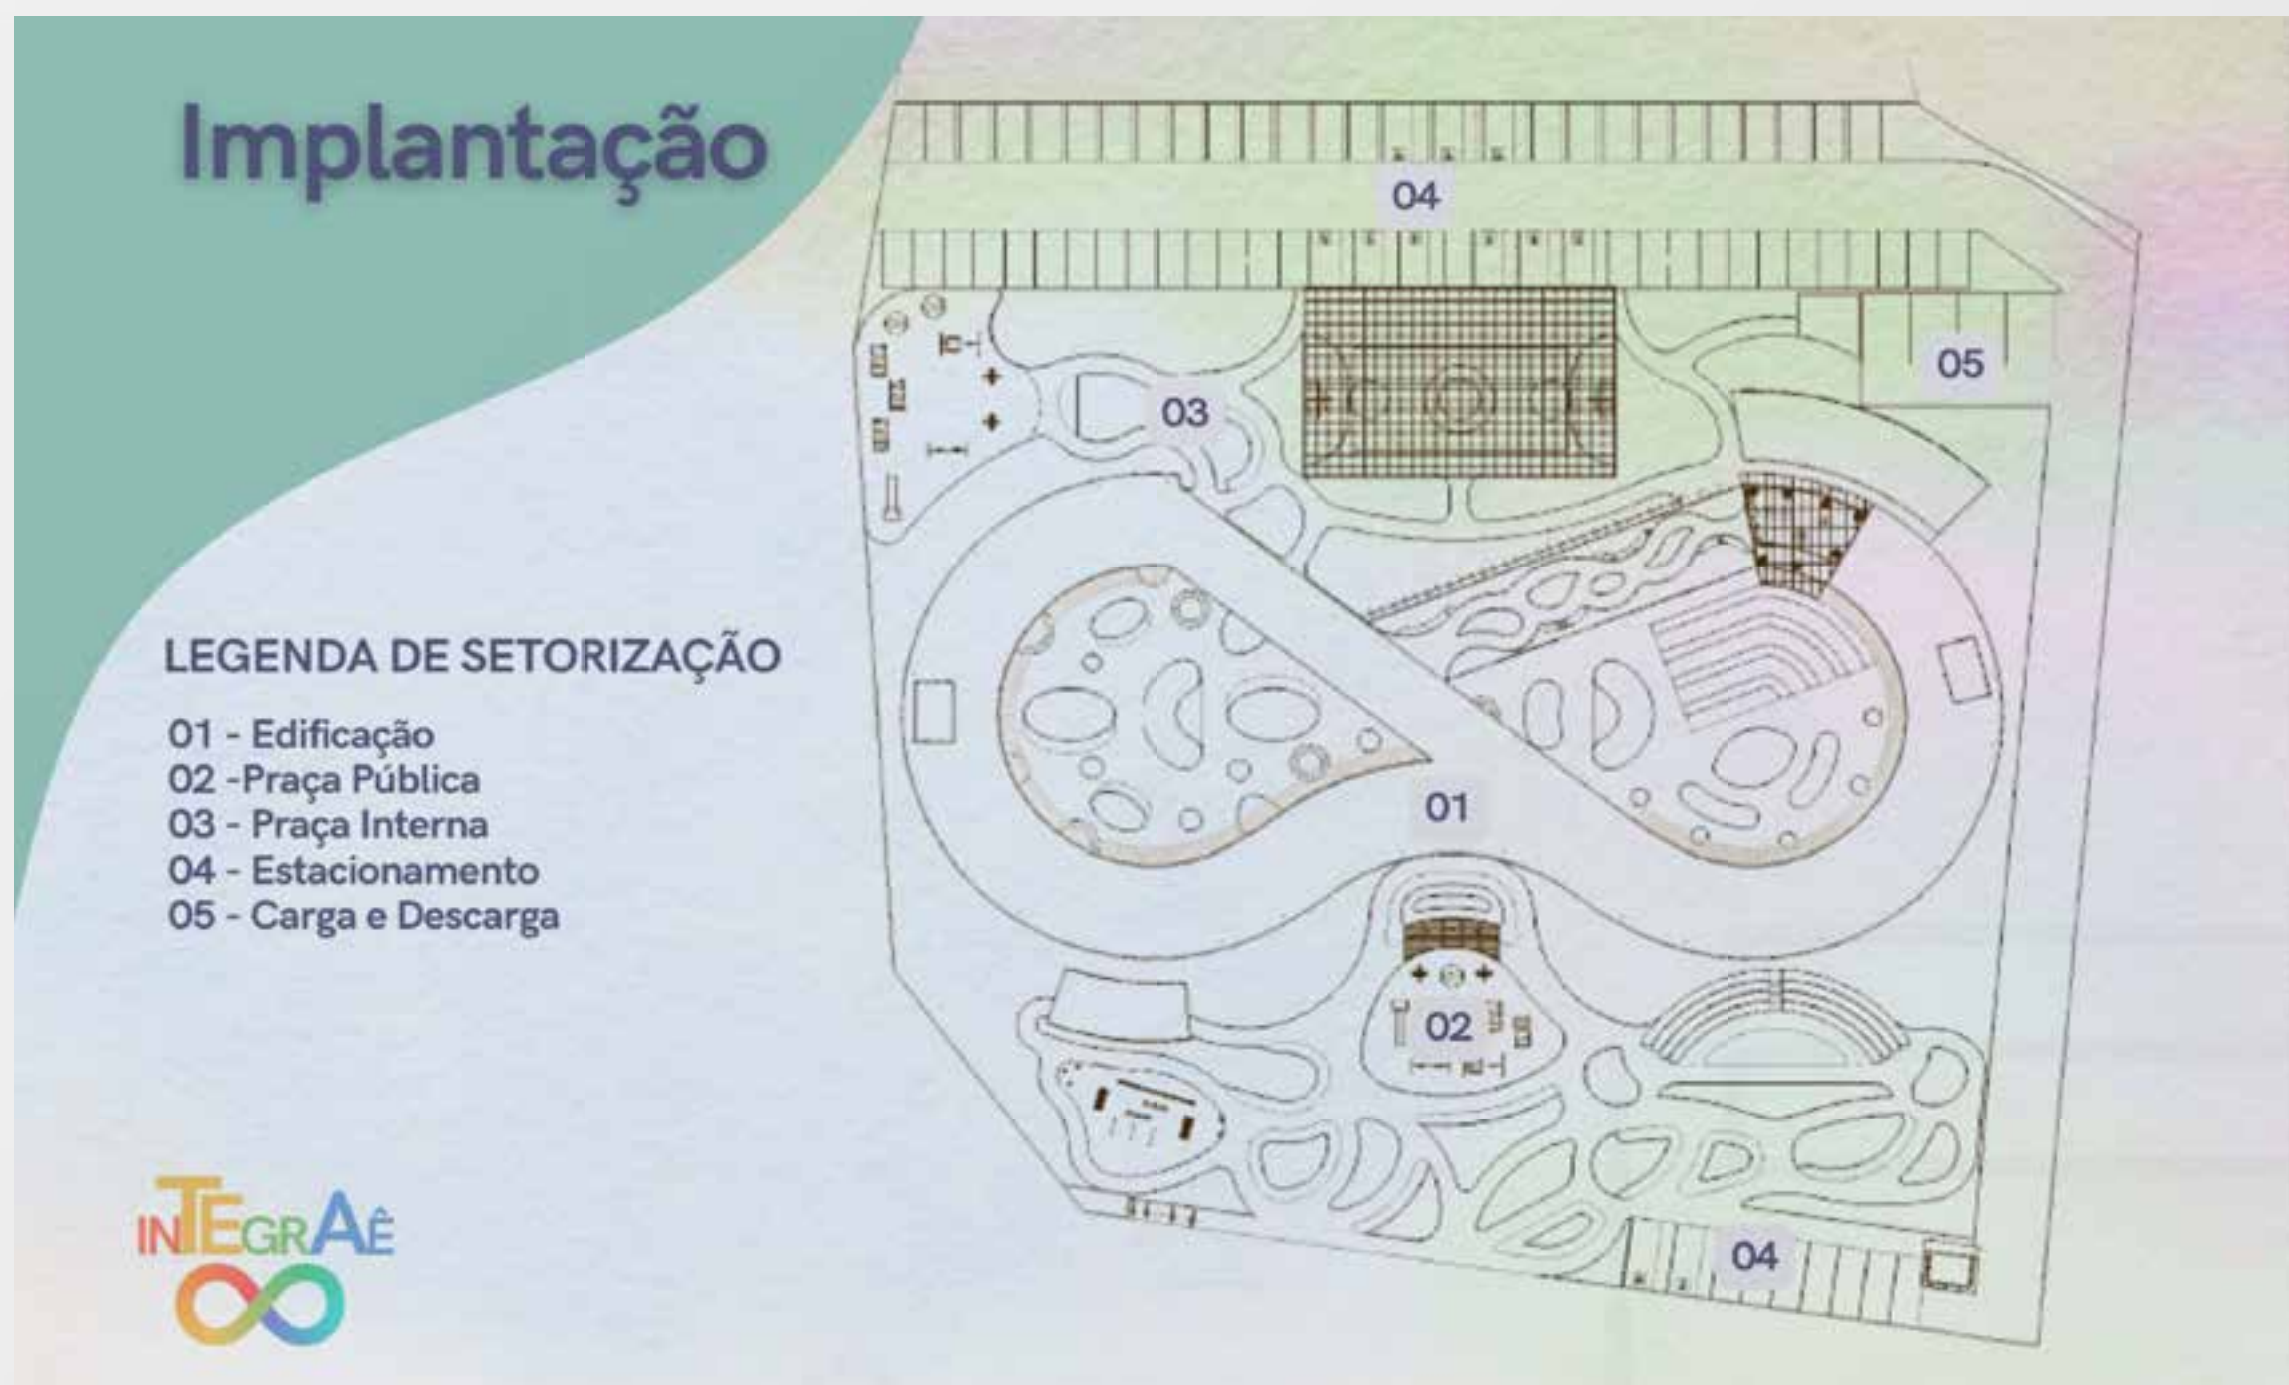 Implantação
LEGENDA DE SETORIZAÇÃO
01 - Edificação
02 -Praça Pública
03 - Praça Interna
04 - Estacionamento
05 - Carga e Descarga
INTEGRAÊ
04
05
03
01
02
04